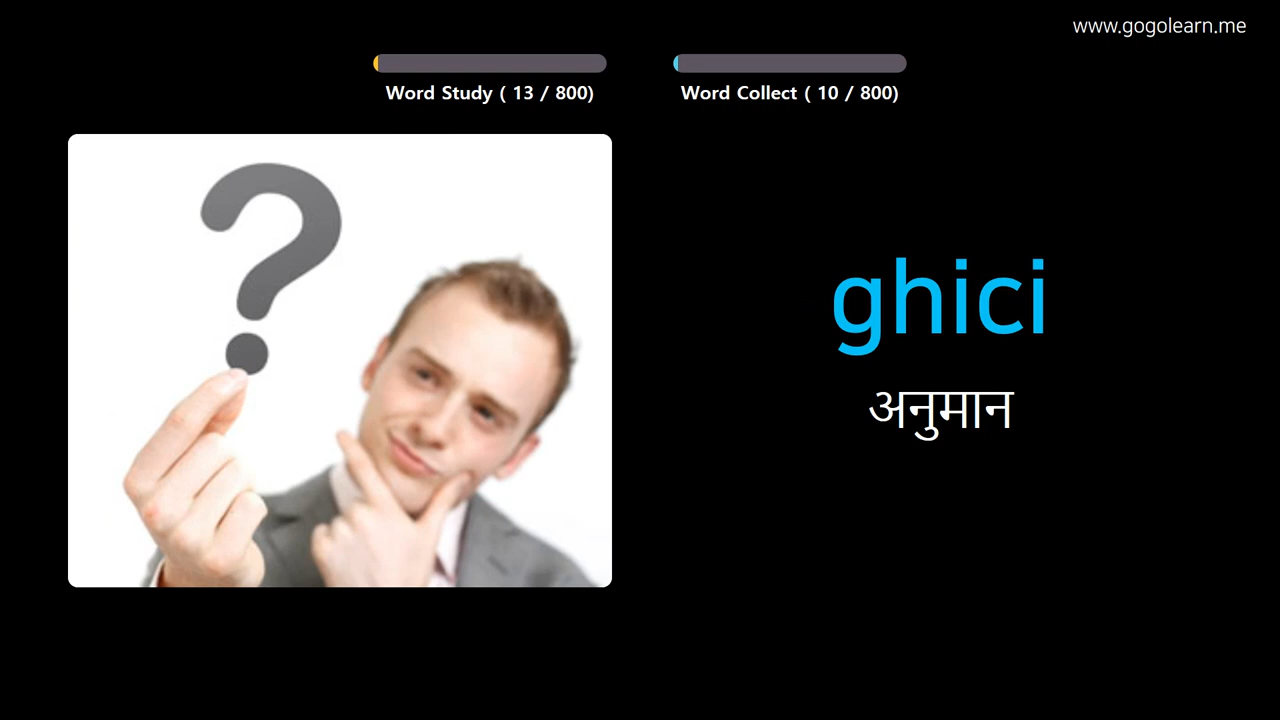 www.gogolearn.me
Word Study ( 13 / 800)
Word Collect ( 10 / 800)
?
ghici
अनुमान